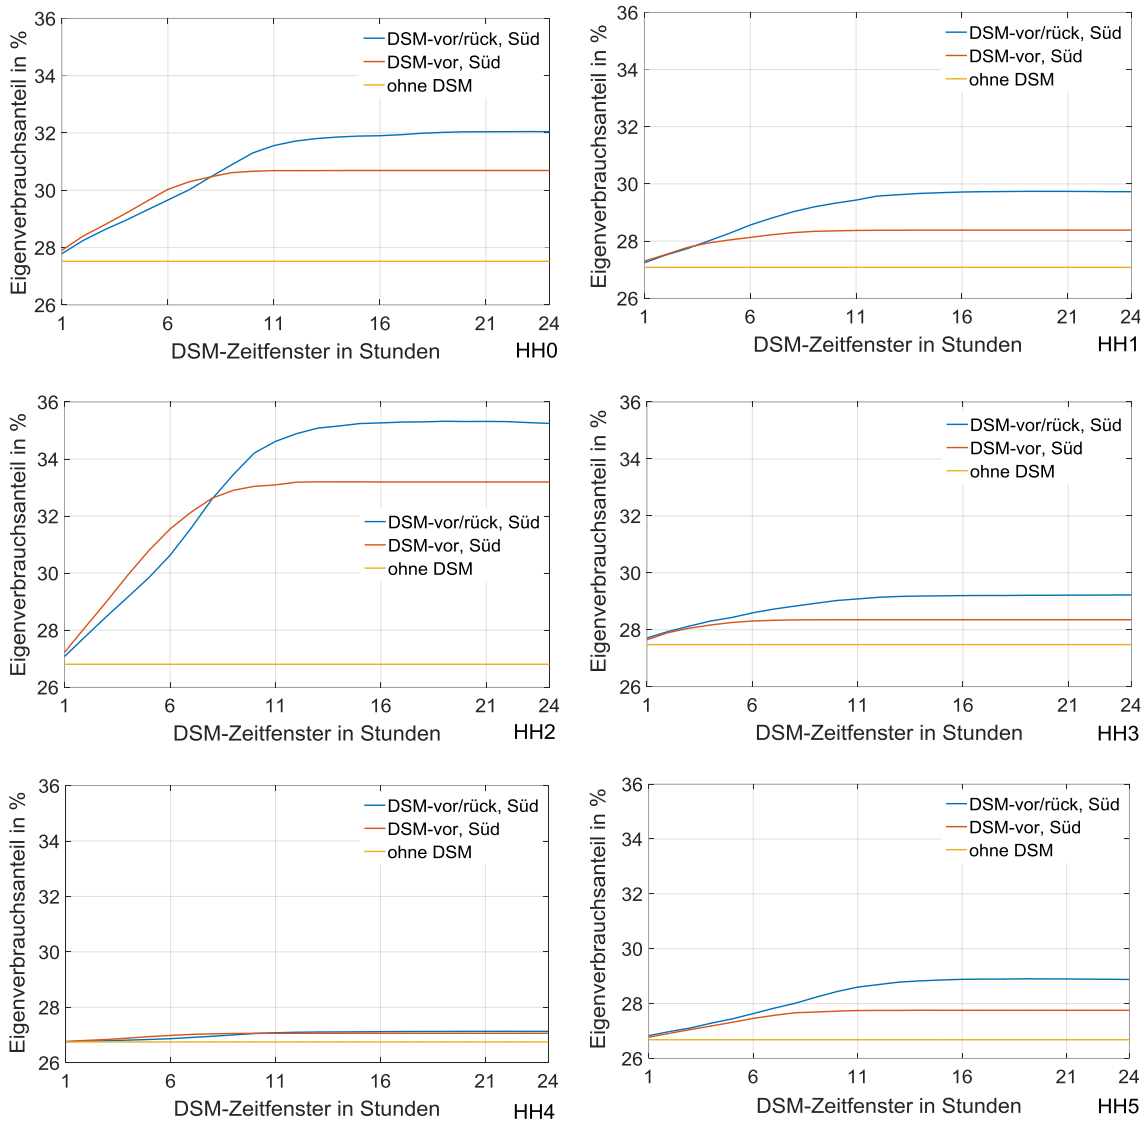 Eigenverbrauchsanteil in %
36
34
32
30
28
26
DSM-vor/rück, Süd
DSM-vor, Süd
ohne DSM
1 6 11 16 21 24
DSM-Zeitfenster in Stunden
HH0
Eigenverbrauchsanteil in %
36
34
32
30
28
26
DSM-vor/rück, Süd
DSM-vor, Süd
ohne DSM
1 6 11 16 21 24
DSM-Zeitfenster in Stunden
HH1
Eigenverbrauchsanteil in %
36
34
32
30
28
26
DSM-vor/rück, Süd
DSM-vor, Süd
ohne DSM
1 6 11 16 21 24
DSM-Zeitfenster in Stunden
HH2
Eigenverbrauchsanteil in %
36
34
32
30
28
26
DSM-vor/rück, Süd
DSM-vor, Süd
ohne DSM
1 6 11 16 21 24
DSM-Zeitfenster in Stunden
HH3
Eigenverbrauchsanteil in %
36
34
32
30
28
26
DSM-vor/rück, Süd
DSM-vor, Süd
ohne DSM
1 6 11 16 21 24
DSM-Zeitfenster in Stunden
HH4
Eigenverbrauchsanteil in %
36
34
32
30
28
26
DSM-vor/rück, Süd
DSM-vor, Süd
ohne DSM
1 6 11 16 21 24
DSM-Zeitfenster in Stunden
HH5